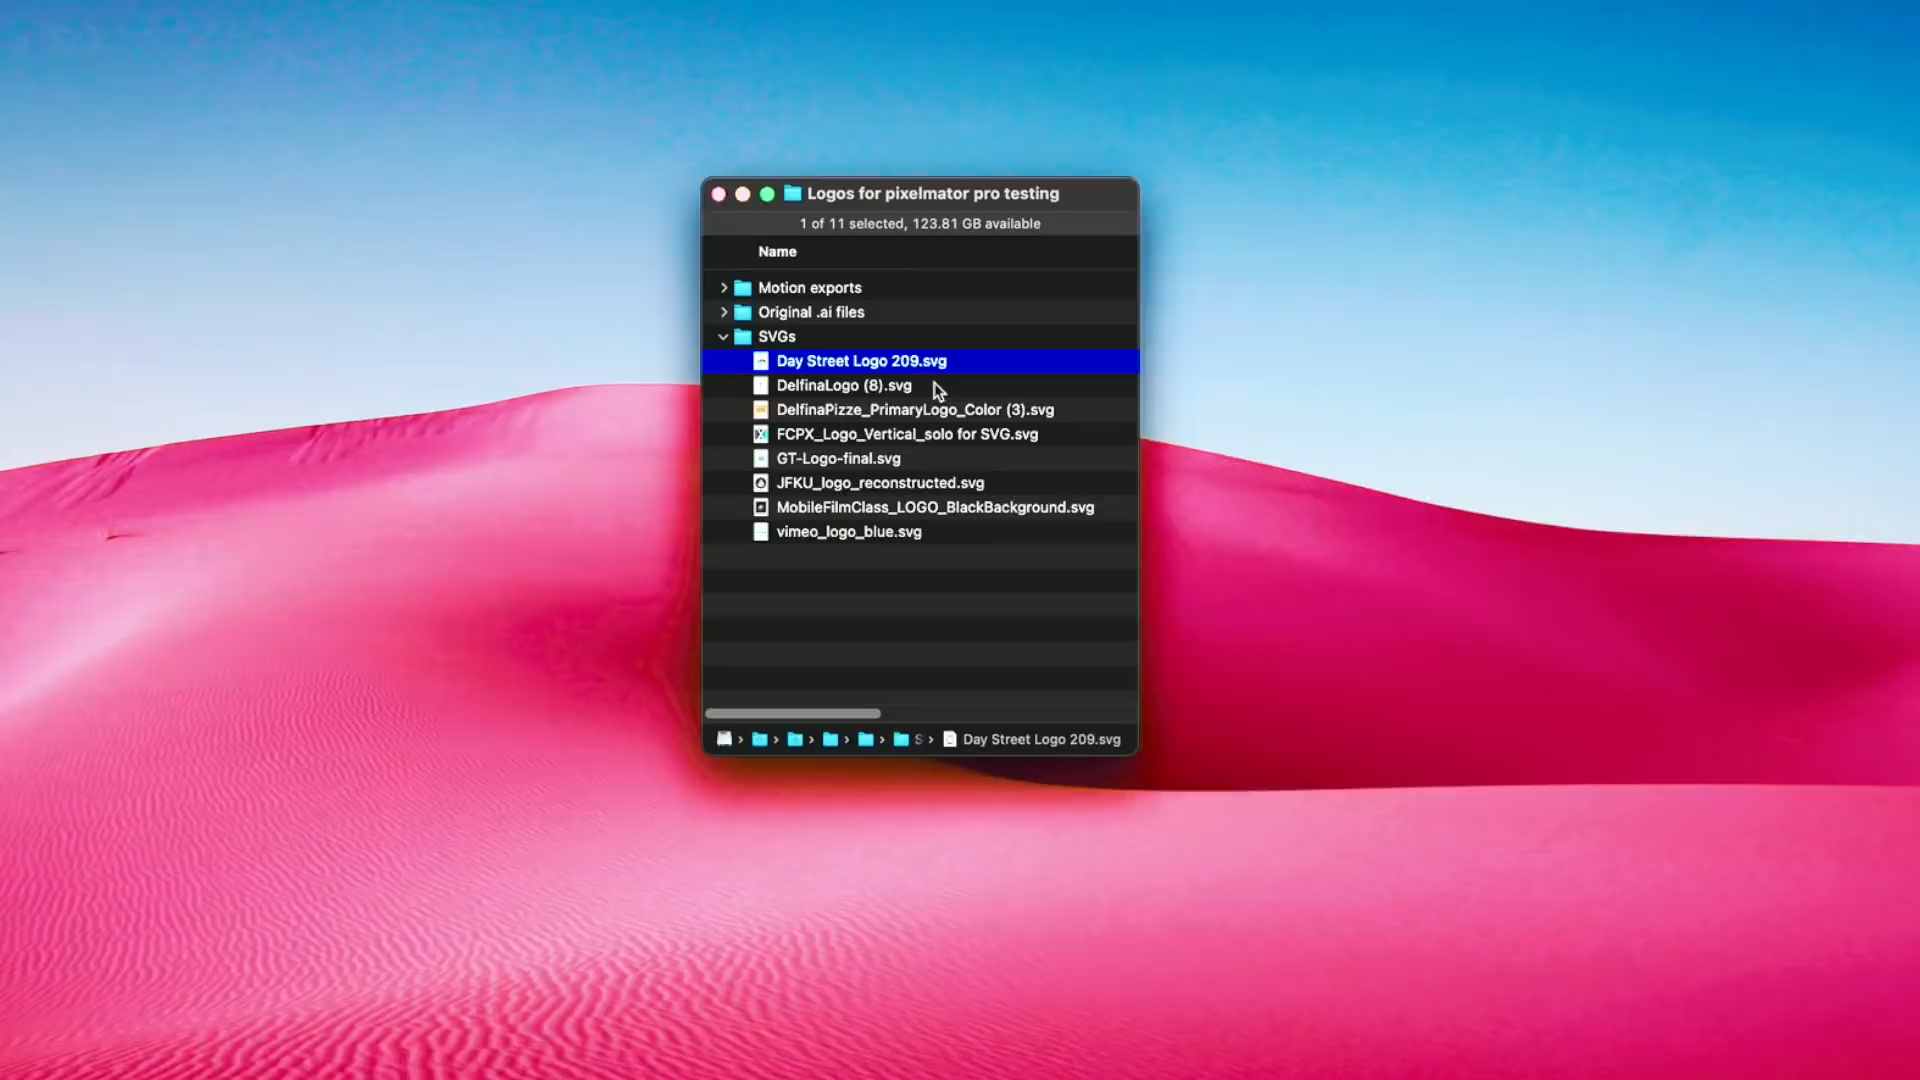 Logos for pixelmator pro testing
1 of 11 selected, 123.81 GB available
Name
Motion exports
Original .ai files
SVGs
Day Street Logo 209.svg
DelfinaLogo (8).svg
DelfinaPizze_PrimaryLogo_Color (3).svg
FCPX_Logo_Vertical_solo for SVG.svg
GT-Logo-final.svg
JFKU_logo_reconstructed.svg
MobileFilmClass_LOGO_BlackBackground.svg
vimeo_logo_blue.svg
S › Day Street Logo 209.svg